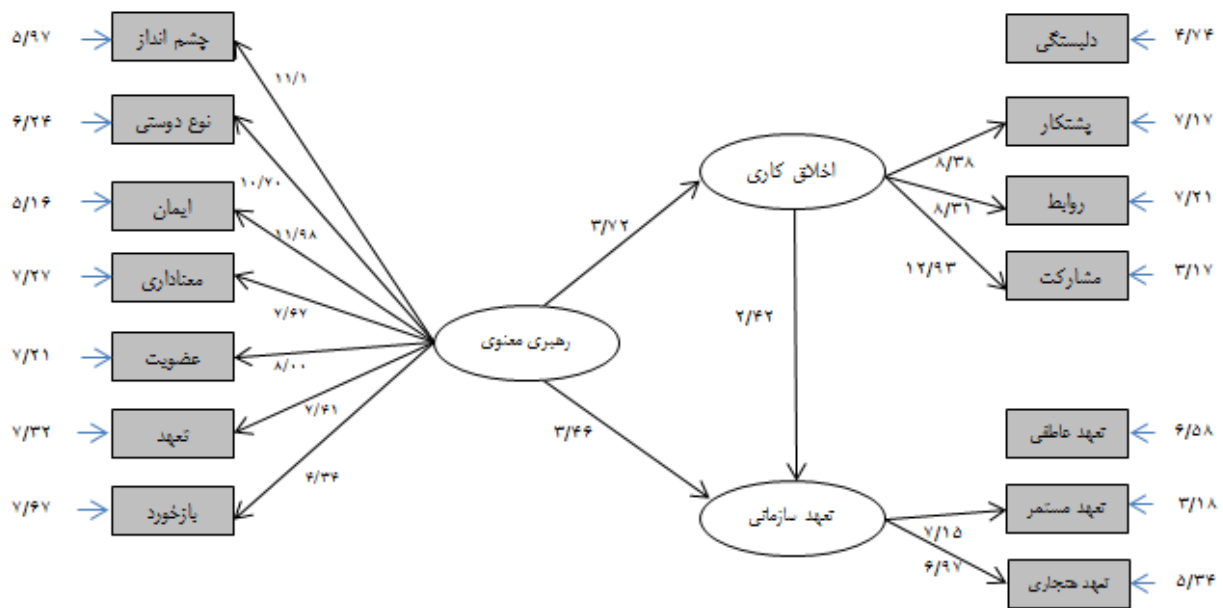 ۴/۷۴
دلبستگی
۷/۱۷
پشتکار
۷/۲۱
روابط
۳/۱۷
مشارکت
۸/۳۸
۸/۳۱
۱۲/۹۳
اخلاق کاری
۳/۷۲
۲/۴۲
رهبری معنوی
۳/۴۶
تعهد سازمانی
۷/۱۵
۶/۹۷
۶/۵۸
تعهد عاطفی
۳/۱۸
تعهد مستمر
۵/۳۴
تعهد هنجاری
۱۱/۱
۱۰/۷۰
۱۱/۹۸
۷/۶۷
۸/۰۰
۷/۴۱
۴/۳۴
چشم انداز
۵/۹۷
نوع دوستی
۶/۲۴
ایمان
۵/۱۶
معناداری
۷/۲۷
عضویت
۷/۲۱
تعهد
۷/۳۲
بازخورد
۷/۶۷